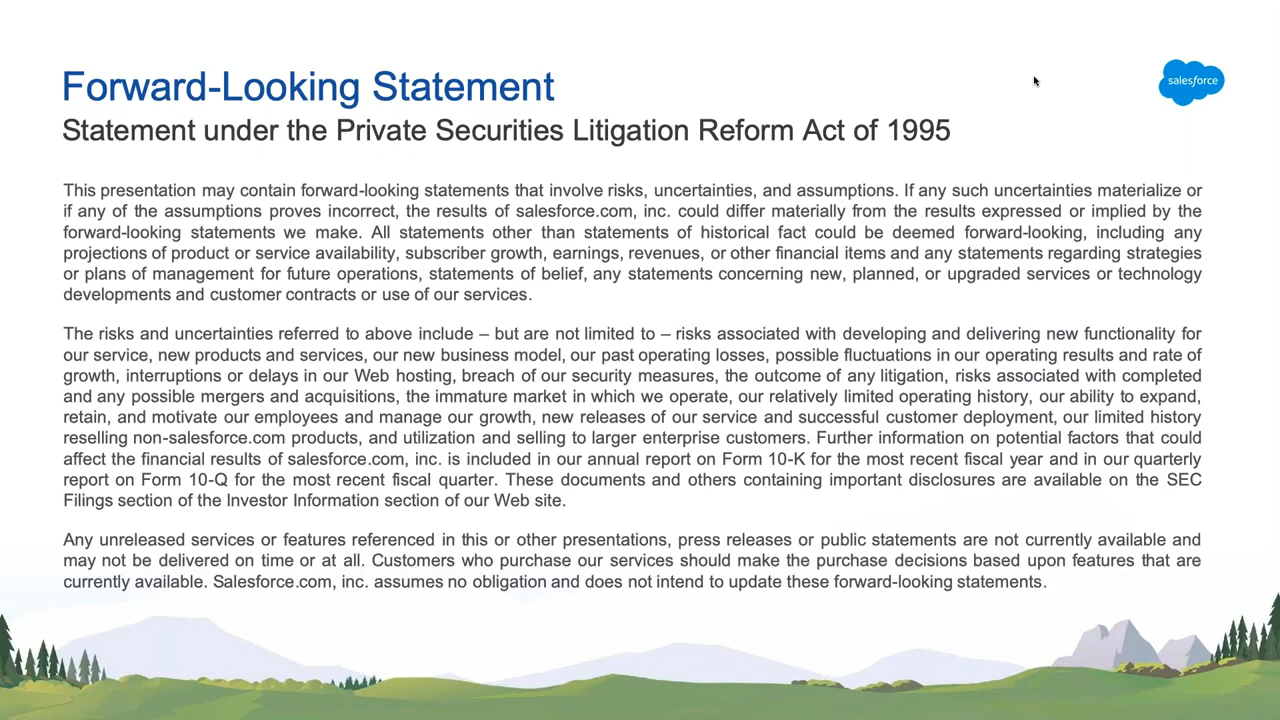 Forward-Looking Statement
salesforce
Statement under the Private Securities Litigation Reform Act of 1995
This presentation may contain forward-looking statements that involve risks, uncertainties, and assumptions. If any such uncertainties materialize or
if any of the assumptions proves incorrect, the results of salesforce.com, inc. could differ materially from the results expressed or implied by the
forward-looking statements we make. All statements other than statements of historical fact could be deemed forward-looking, including any
projections of product or service availability, subscriber growth, earnings, revenues, or other financial items and any statements regarding strategies
or plans of management for future operations, statements of belief, any statements concerning new, planned, or upgraded services or technology
developments and customer contracts or use of our services.
The risks and uncertainties referred to above include – but are not limited to – risks associated with developing and delivering new functionality for
our service, new products and services, our new business model, our past operating losses, possible fluctuations in our operating results and rate of
growth, interruptions or delays in our Web hosting, breach of our security measures, the outcome of any litigation, risks associated with completed
and any possible mergers and acquisitions, the immature market in which we operate, our relatively limited operating history, our ability to expand,
retain, and motivate our employees and manage our growth, new releases of our service and successful customer deployment, our limited history
reselling non-salesforce.com products, and utilization and selling to larger enterprise customers. Further information on potential factors that could
affect the financial results of salesforce.com, inc. is included in our annual report on Form 10-K for the most recent fiscal year and in our quarterly
report on Form 10-Q for the most recent fiscal quarter. These documents and others containing important disclosures are available on the SEC
Filings section of the Investor Information section of our Web site.
Any unreleased services or features referenced in this or other presentations, press releases or public statements are not currently available and
may not be delivered on time or at all. Customers who purchase our services should make the purchase decisions based upon features that are
currently available. Salesforce.com, inc. assumes no obligation and does not intend to update these forward-looking statements.